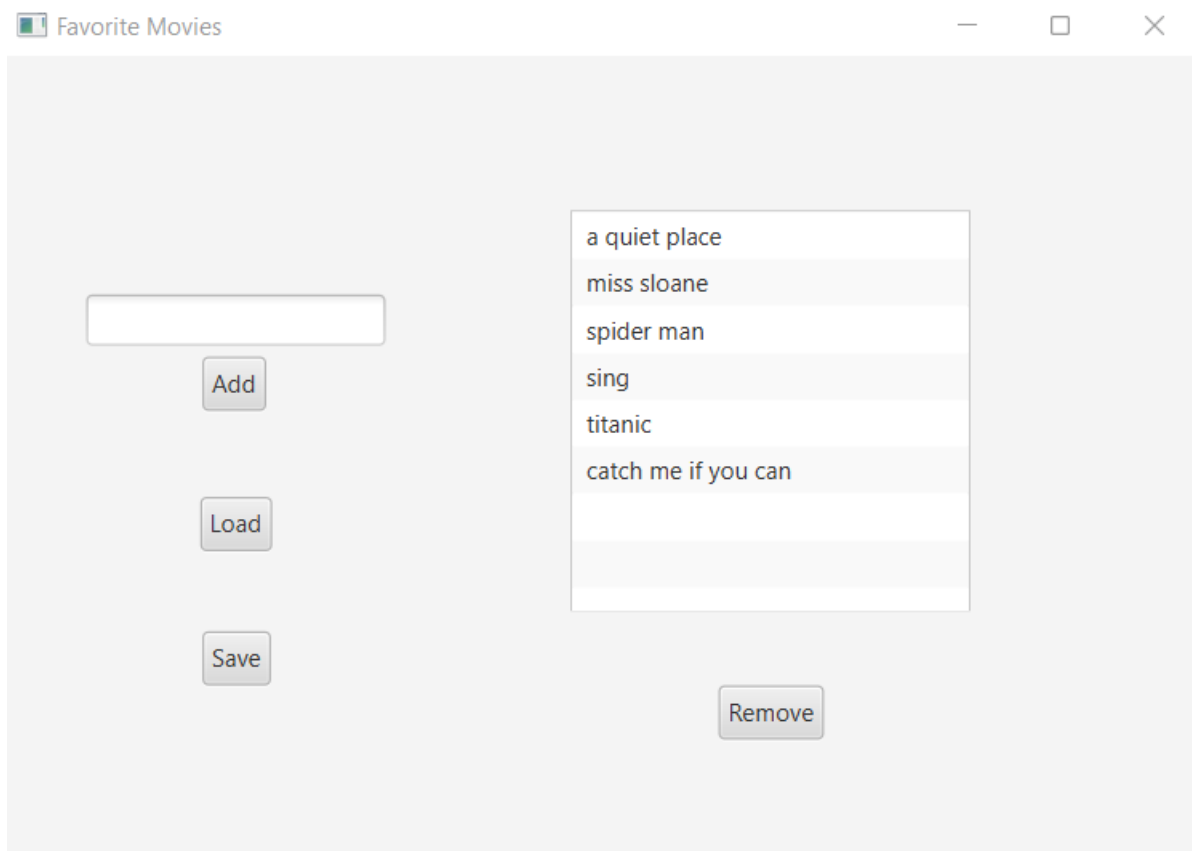 Favorite Movies
Add
Load
Save
a quiet place
miss sloane
spider man
sing
titanic
catch me if you can
Remove